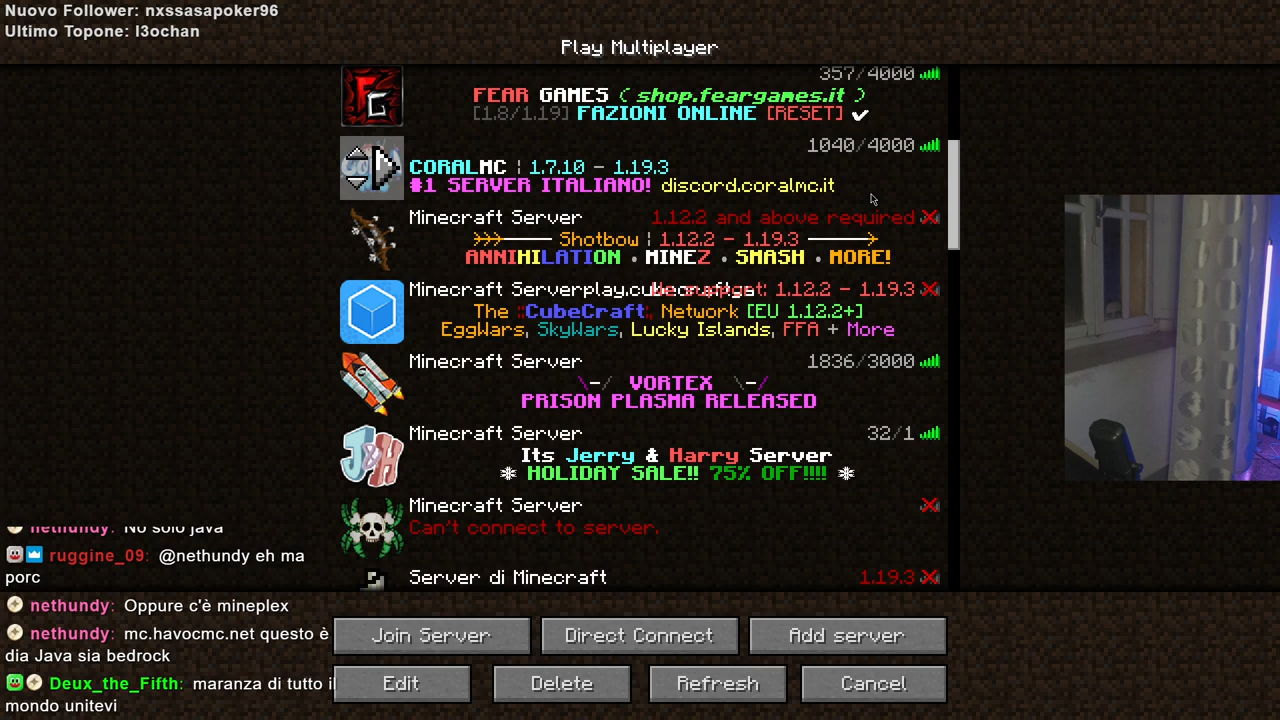 Nuovo Follower: nxssasapoker96
Ultimo Topone: l3ochan
Play Multiplayer
357/4000
FEAR GAMES ( shop.feargames.it )
[1.8/1.19] FAZIONI ONLINE [RESET] ✔
1040/4000
CORALMC | 1.7.10 - 1.19.3
#1 SERVER ITALIANO! discord.coralmc.it
Minecraft Server 1.12.2 and above required
Shotbow | 1.12.2 - 1.19.3
ANNIHILATION • MINEZ • SMASH • MORE!
Minecraft Server support: 1.12.2 - 1.19.3
The CubeCraft Network [EU 1.12.2+]
EggWars, SkyWars, Lucky Islands, FFA + More
Minecraft Server 1836/3000
\-/ VORTEX \-/
PRISON PLASMA RELEASED
Minecraft Server 32/1
Its Jerry & Harry Server
❄ HOLIDAY SALE!! 75% OFF!!!! ❄
Minecraft Server
Can't connect to server.
Server di Minecraft 1.19.3
nethundy: No solo java
ruggine_09: @nethundy eh ma
porc
nethundy: Oppure c'è mineplex
nethundy: mc.havocmc.net questo è
dia Java sia bedrock
Deux_the_Fifth: maranza di tutto il
mondo unitevi
Join Server
Direct Connect
Add server
Edit
Delete
Refresh
Cancel